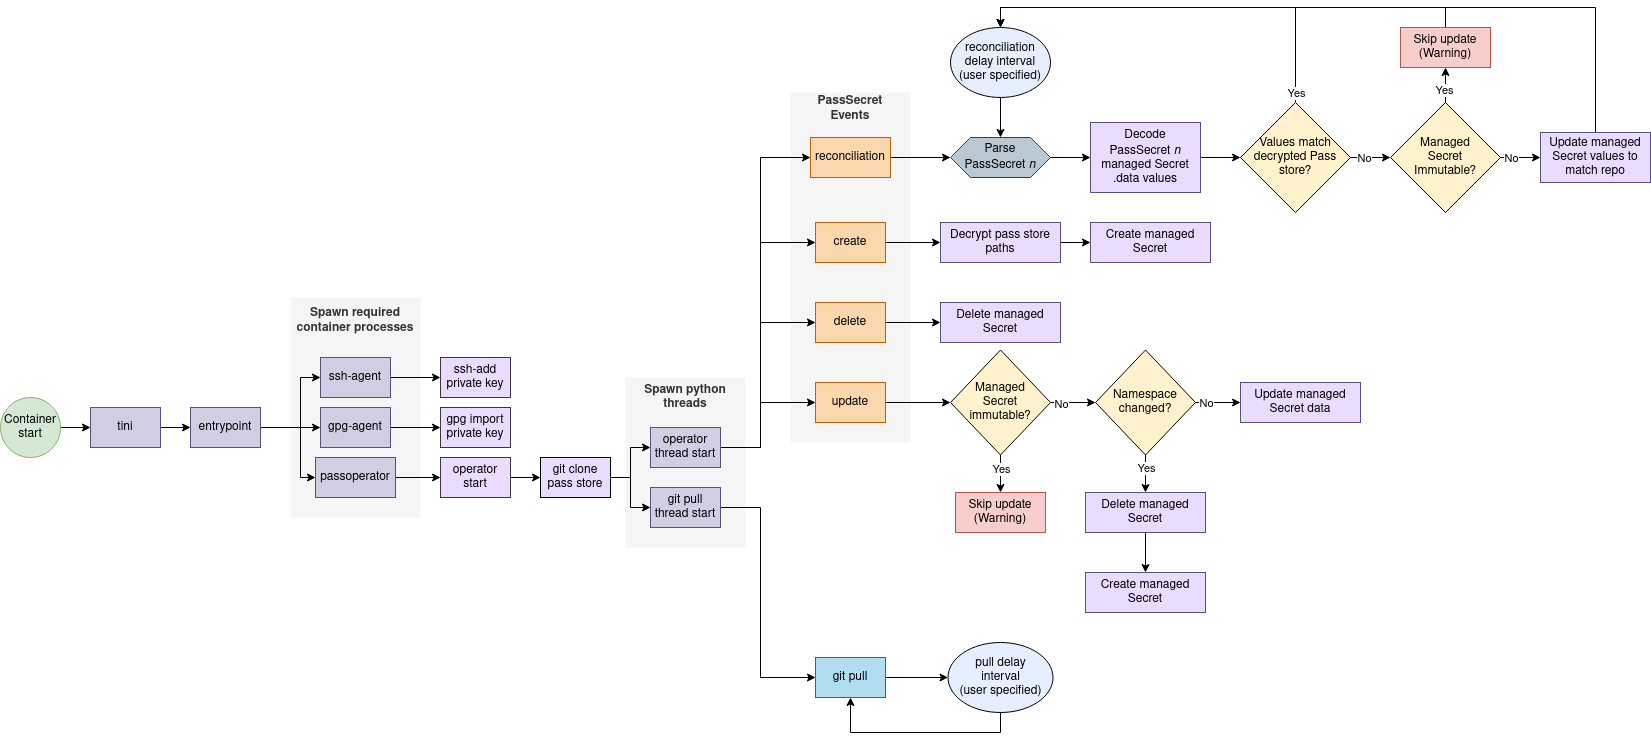 Container
start
tini
entrypoint
Spawn required
container processes
ssh-agent
gpg-agent
passoperator
ssh-add
private key
gpg import
private key
operator
start
git clone
pass store
Spawn python
threads
operator
thread start
git pull
thread start
PassSecret
Events
reconciliation
create
delete
update
reconciliation
delay interval
(user specified)
Parse
PassSecret n
Decode
PassSecret n
managed Secret
.data values
Values match
decrypted Pass
store?
Yes
No
Managed
Secret
Immutable?
Yes
Skip update
(Warning)
No
Update managed
Secret values to
match repo
Decrypt pass store
paths
Create managed
Secret
Delete managed
Secret
Managed
Secret
immutable?
No
Yes
Skip update
(Warning)
Namespace
changed?
No
Update managed
Secret data
Yes
Delete managed
Secret
Create managed
Secret
git pull
pull delay
interval
(user specified)